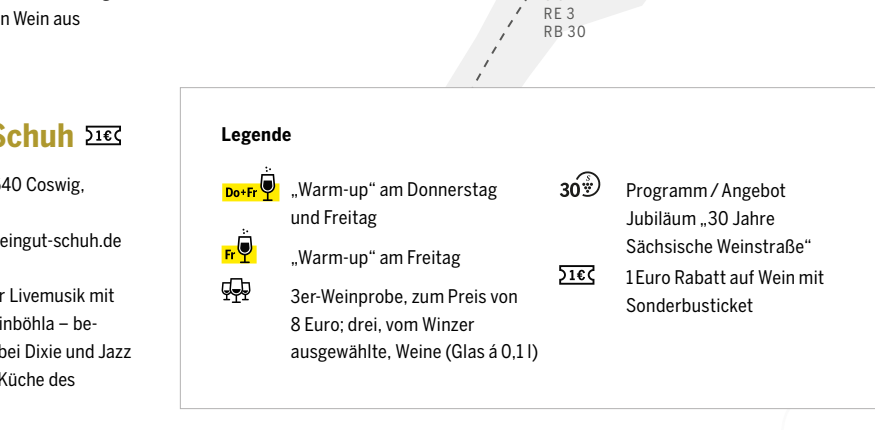 n Wein aus
RE 3
RB 30
Schuh 1€
640 Coswig,
eingut-schuh.de
r Livemusik mit
inböhla – be-
bei Dixie und Jazz
Küche des
Legende
Do+Fr „Warm-up“ am Donnerstag
und Freitag
Fr „Warm-up“ am Freitag
3er-Weinprobe, zum Preis von
8 Euro; drei, vom Winzer
ausgewählte, Weine (Glas á 0,1 l)
30 S Programm / Angebot
Jubiläum „30 Jahre
Sächsische Weinstraße“
1€ 1 Euro Rabatt auf Wein mit
Sonderbusticket